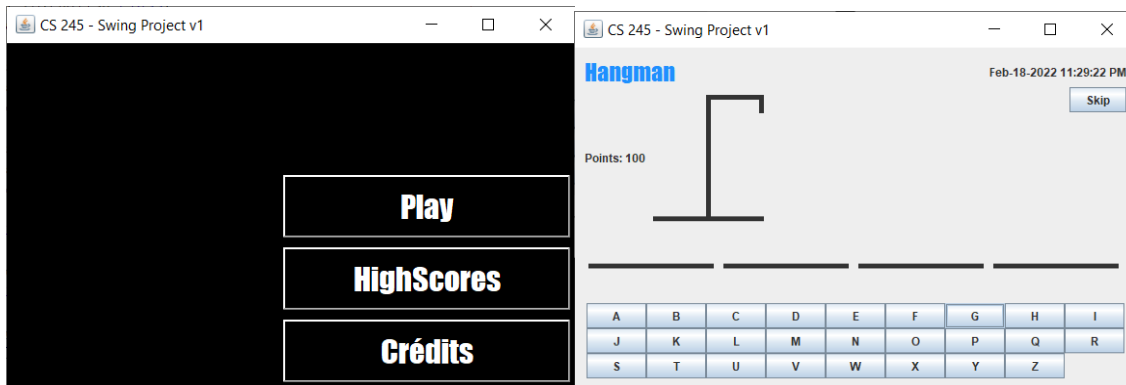 CS 245 - Swing Project v1
Play
HighScores
Crédits
CS 245 - Swing Project v1
Hangman
Feb-18-2022 11:29:22 PM
Skip
Points: 100
A B C D E F G H I
J K L M N O P Q R
S T U V W X Y Z